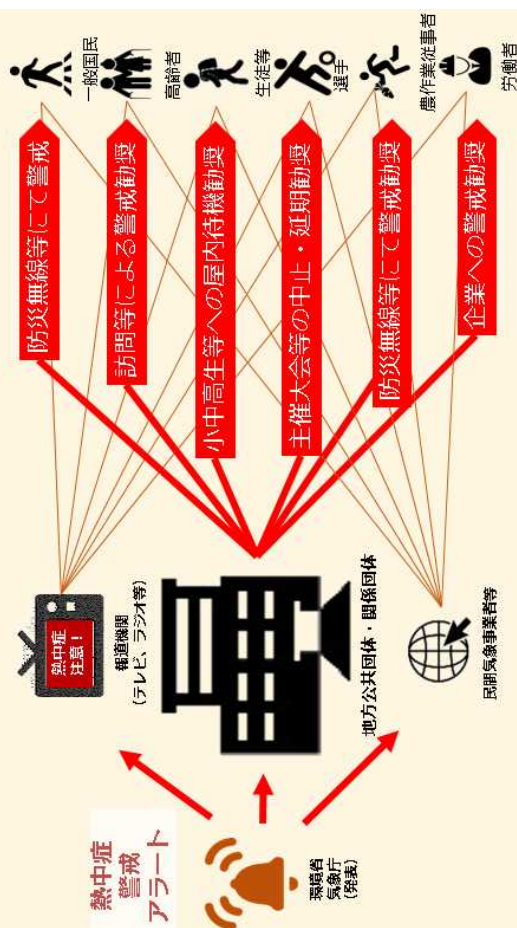 熱中症
警戒
アラート
環境省
気象庁
(発表)
熱中症
注意！
報道機関
(テレビ、ラジオ等)
地方公共団体・関係団体
民間気象事業者等
防災無線等にて警戒
訪問等による警戒勧奨
小中高生等への屋内待機勧奨
主催大会等の中止・延期勧奨
防災無線等にて警戒勧奨
企業への警戒勧奨
一般国民
高齢者
生徒等
選手
農作業従事者
労働者